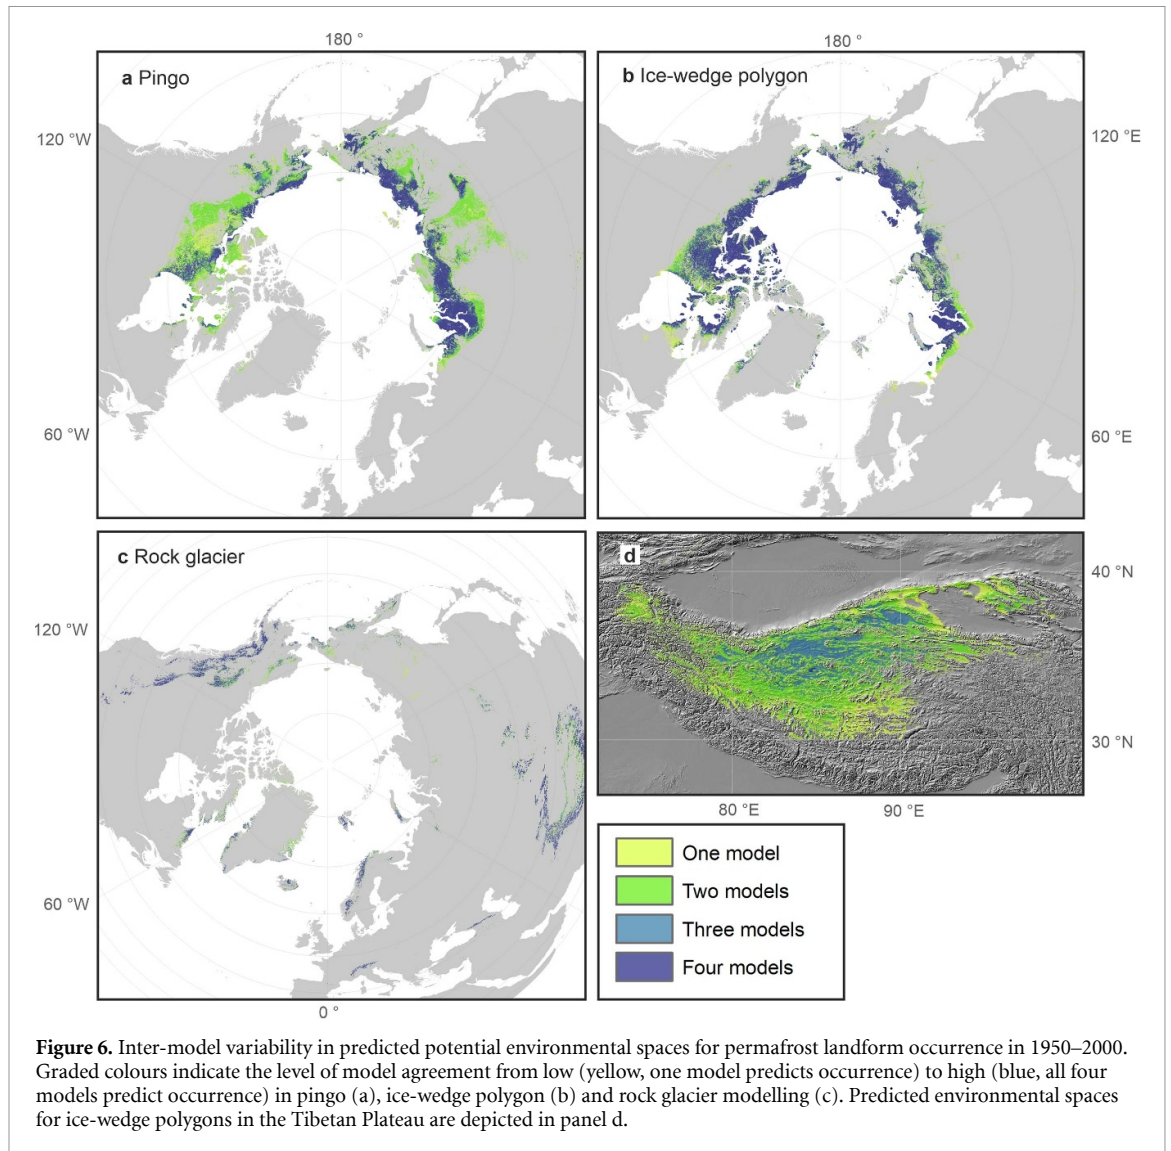 180 °
180 °
a Pingo
b Ice-wedge polygon
120 °W
120 °E
60 °W
60 °E
c Rock glacier
d
40 °N
120 °W
30 °N
80 °E
90 °E
One model
Two models
Three models
Four models
60 °W
0 °
Figure 6. Inter-model variability in predicted potential environmental spaces for permafrost landform occurrence in 1950–2000.
Graded colours indicate the level of model agreement from low (yellow, one model predicts occurrence) to high (blue, all four
models predict occurrence) in pingo (a), ice-wedge polygon (b) and rock glacier modelling (c). Predicted environmental spaces
for ice-wedge polygons in the Tibetan Plateau are depicted in panel d.